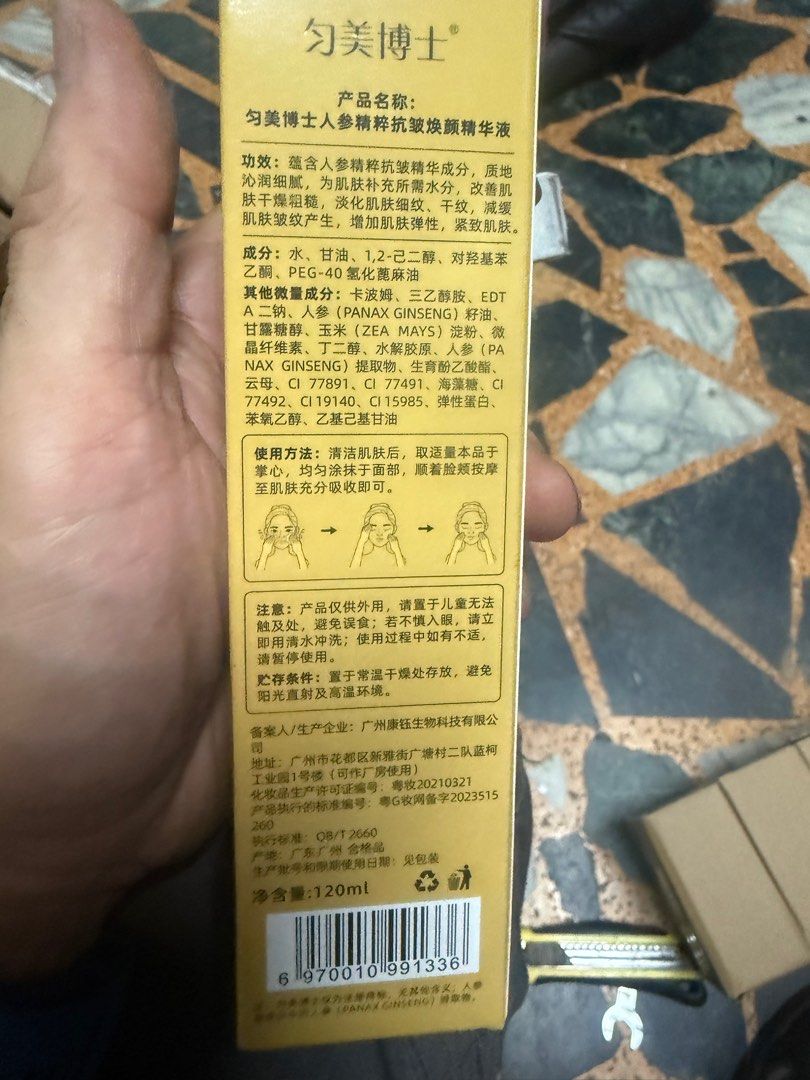 匀美博士®
产品名称：
匀美博士人参精粹抗皱焕颜精华液
功效：蕴含人参精粹抗皱精华成分，质地
沁润细腻，为肌肤补充所需水分，改善肌
肤干燥粗糙，淡化肌肤细纹、干纹，减缓
肌肤皱纹产生，增加肌肤弹性，紧致肌肤。
成分：水、甘油、1,2-己二醇、对羟基苯
乙酮、PEG-40 氢化蓖麻油
其他微量成分：卡波姆、三乙醇胺、EDT
A 二钠、人参（PANAX GINSENG）籽油、
甘露糖醇、玉米（ZEA MAYS）淀粉、微
晶纤维素、丁二醇、水解胶原、人参（PA
NAX GINSENG）提取物、生育酚乙酸酯、
云母、CI 77891、CI 77491、海藻糖、CI
77492、CI 19140、CI 15985、弹性蛋白、
苯氧乙醇、乙基己基甘油
使用方法：清洁肌肤后，取适量本品于
掌心，均匀涂抹于面部，顺着脸颊按摩
至肌肤充分吸收即可。
注意：产品仅供外用，请置于儿童无法
触及处，避免误食；若不慎入眼，请立
即用清水冲洗；使用过程中如有不适，
请暂停使用。
贮存条件：置于常温干燥处存放，避免
阳光直射及高温环境。
备案人/生产企业：广州康钰生物科技有限公
司
地址：广州市花都区新雅街广塘村二队蓝柯
工业园1号楼（可作厂房使用）
化妆品生产许可证编号：粤妆20210321
产品执行的标准编号：粤G妆网备字2023515
260
执行标准：QB/T 2660
产地：广东广州 合格品
生产批号和限期使用日期：见包装
净含量:120ml
6 970010 991336
（PANAX GINSENG）提取物，